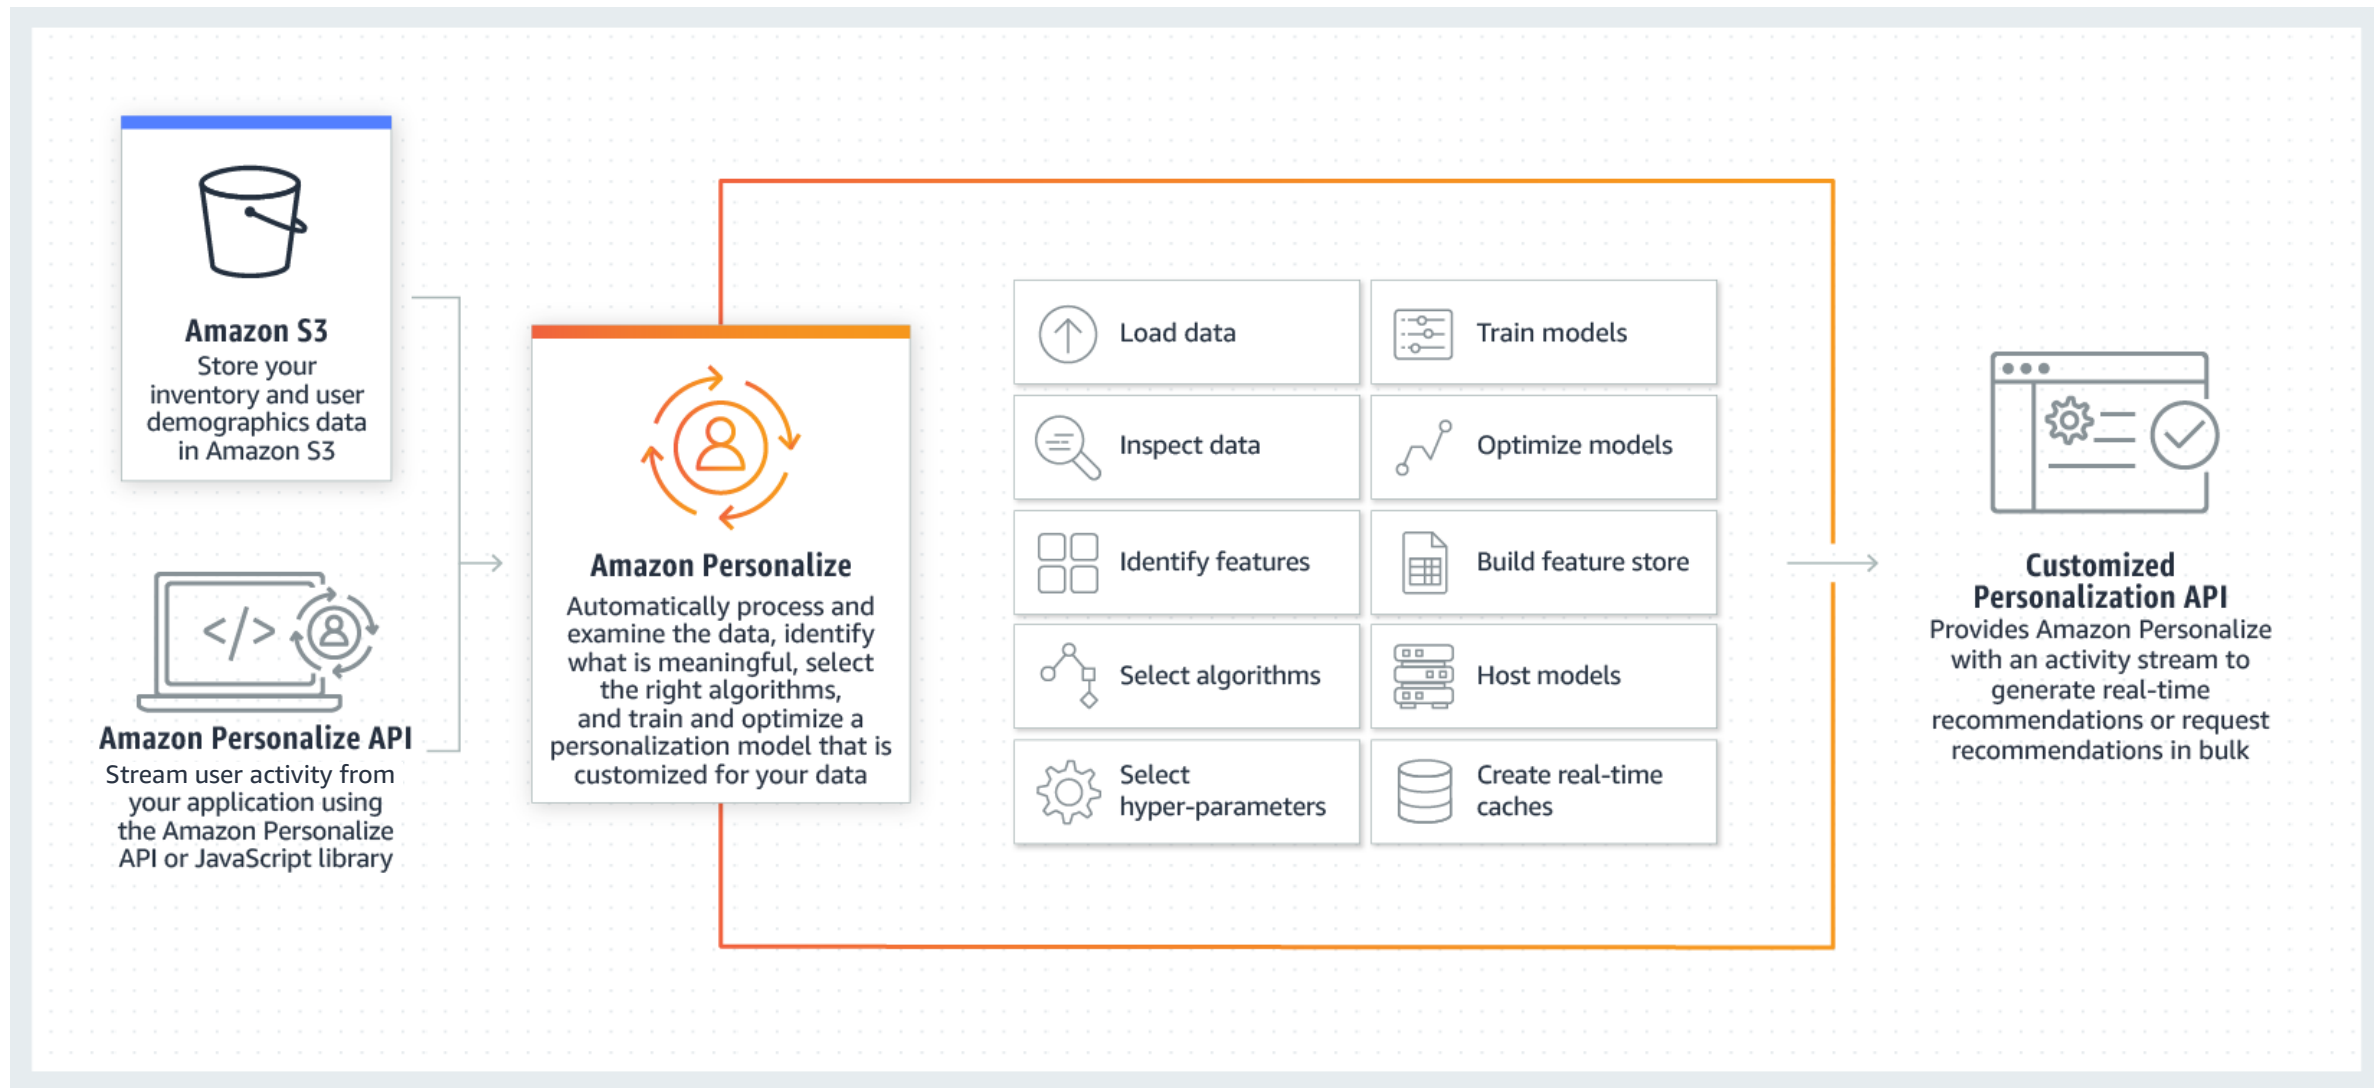 Amazon S3
Store your
inventory and user
demographics data
in Amazon S3
</>
Amazon Personalize API
Stream user activity from
your application using
the Amazon Personalize
API or JavaScript library
Amazon Personalize
Automatically process and
examine the data, identify
what is meaningful, select
the right algorithms,
and train and optimize a
personalization model that is
customized for your data
Load data
Inspect data
Identify features
Select algorithms
Select
hyper-parameters
Train models
Optimize models
Build feature store
Host models
Create real-time
caches
Customized
Personalization API
Provides Amazon Personalize
with an activity stream to
generate real-time
recommendations or request
recommendations in bulk